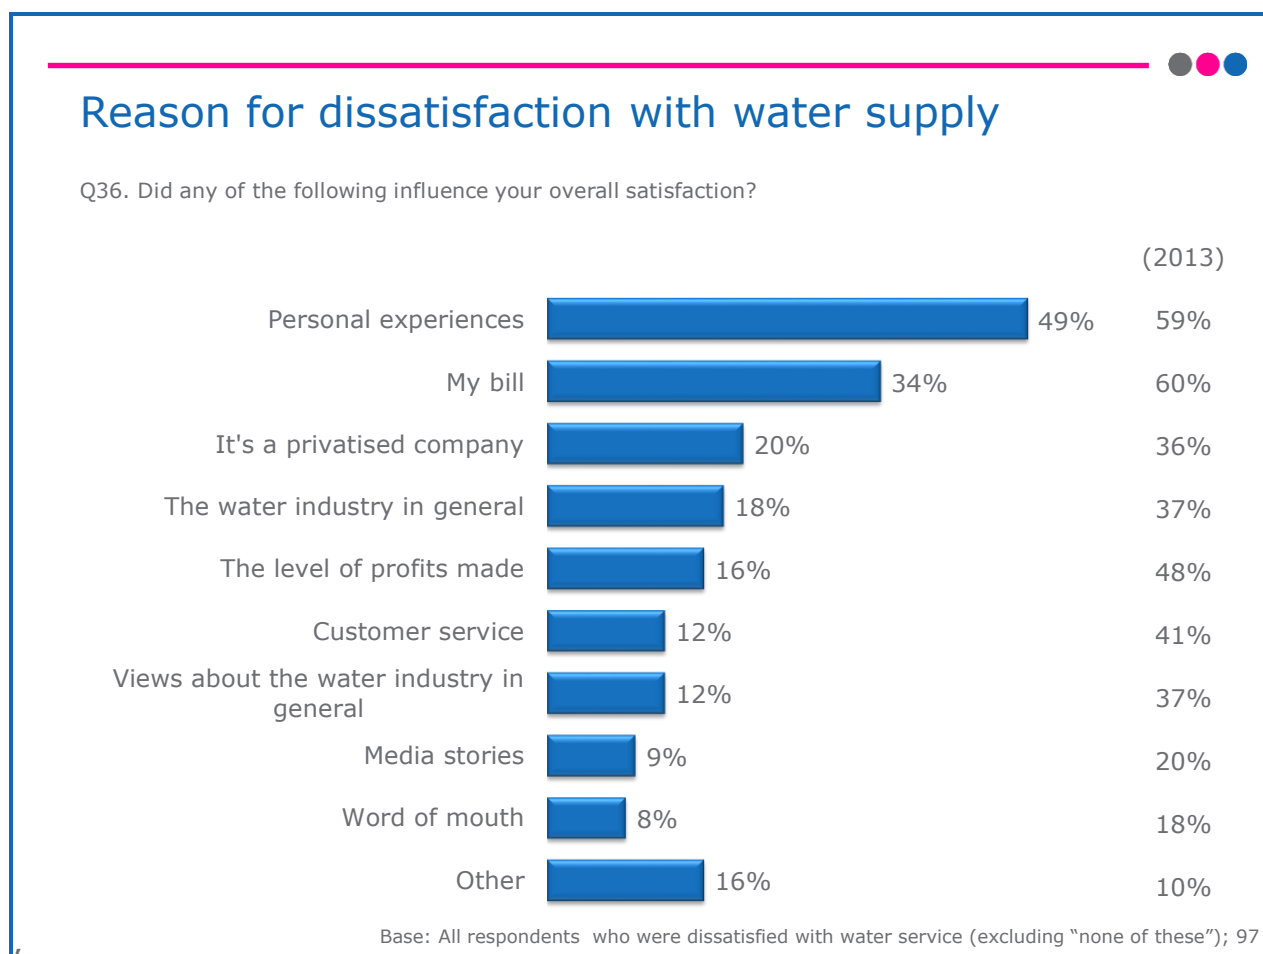 Reason for dissatisfaction with water supply
Q36. Did any of the following influence your overall satisfaction?
(2013)
Personal experiences 49% 59%
My bill 34% 60%
It's a privatised company 20% 36%
The water industry in general 18% 37%
The level of profits made 16% 48%
Customer service 12% 41%
Views about the water industry in
general 12% 37%
Media stories 9% 20%
Word of mouth 8% 18%
Other 16% 10%
Base: All respondents who were dissatisfied with water service (excluding “none of these”); 97
,